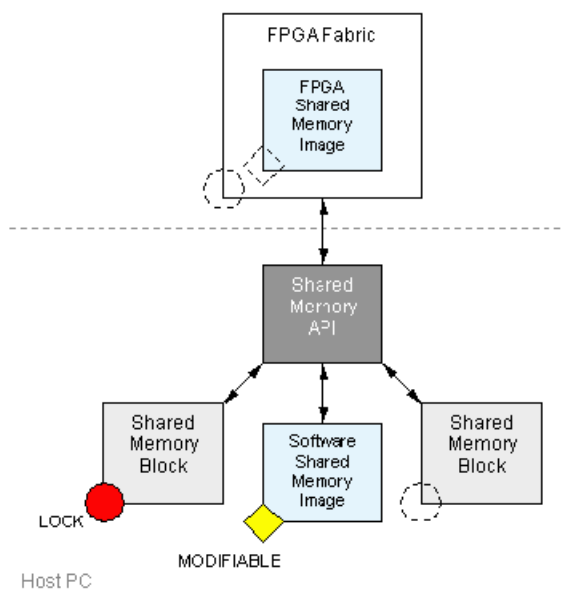 FPGA Fabric
FPGA
Shared
Memory
Image
Shared
Memory
API
Shared
Memory
Block
Software
Shared
Memory
Image
Shared
Memory
Block
LOCK
MODIFIABLE
Host PC